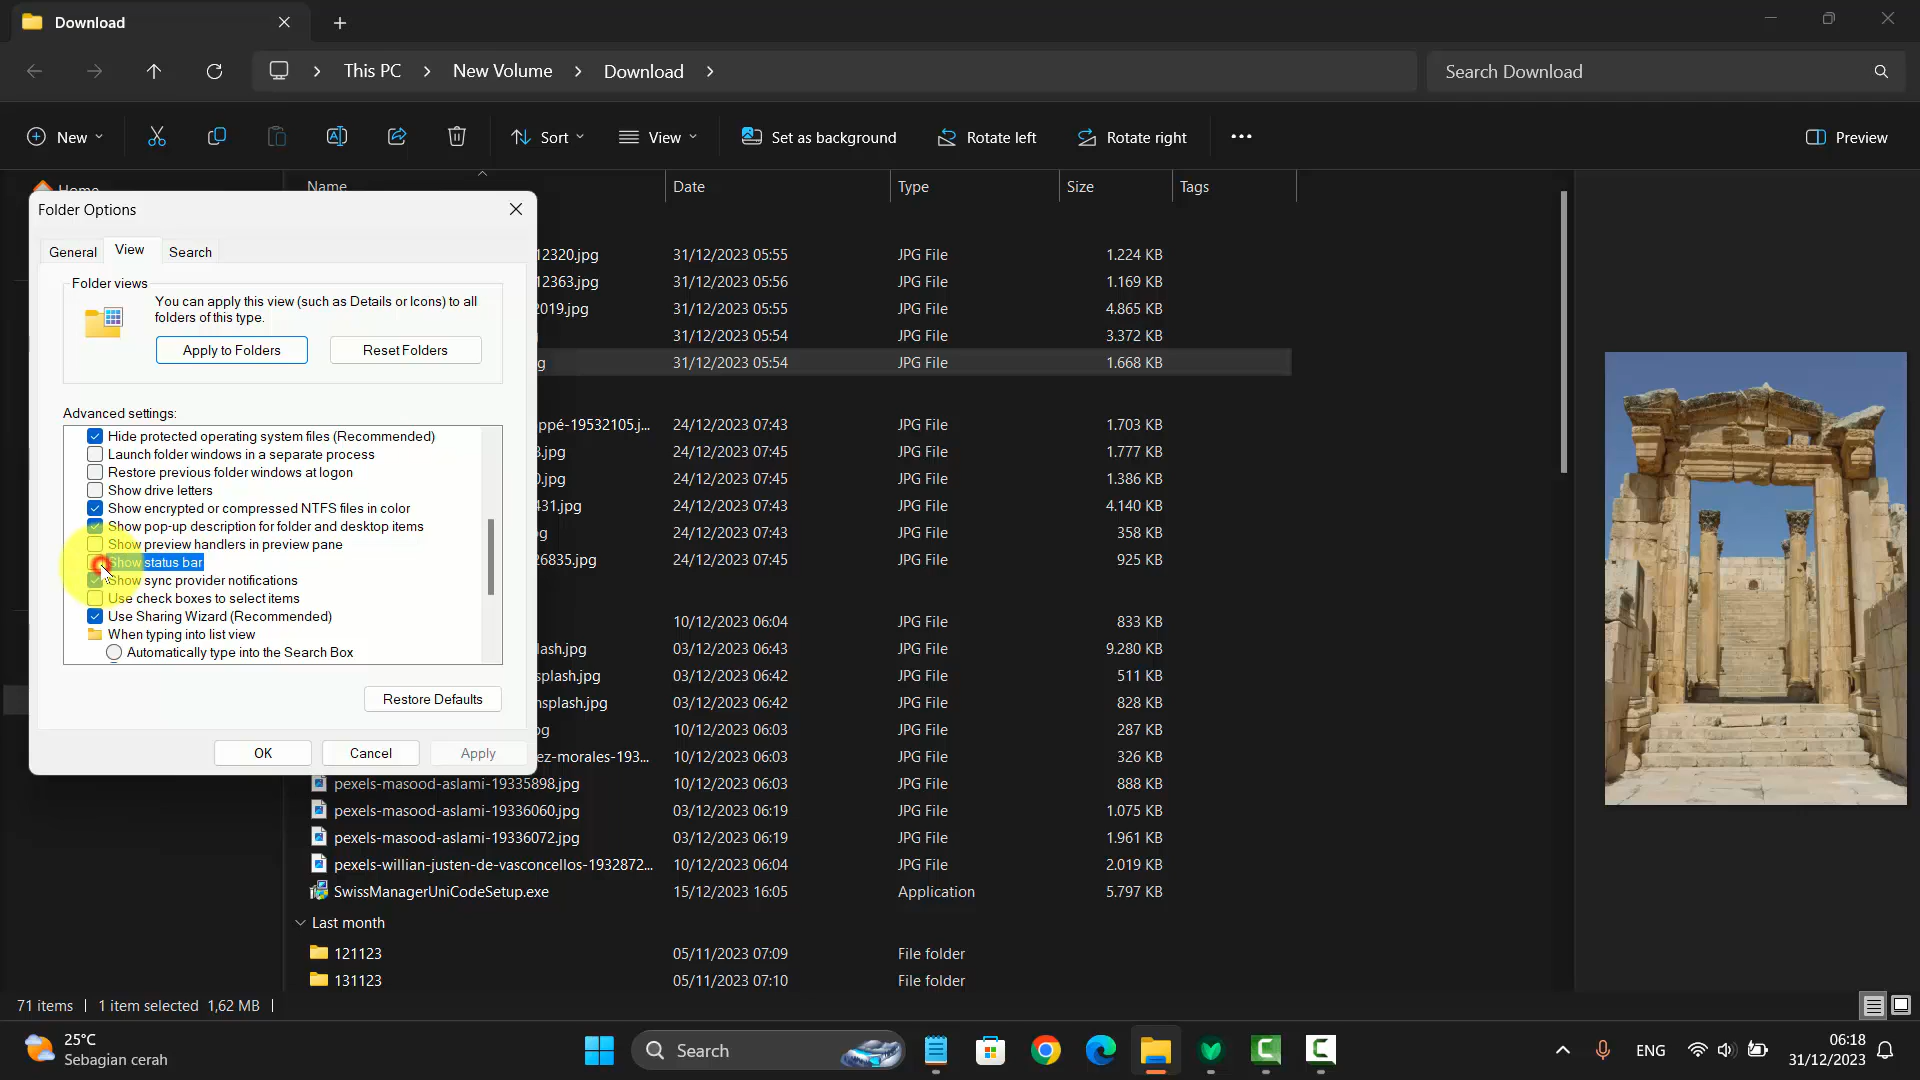 Download
This PC
New Volume
Download
Search Download
New
Sort
View
Set as background
Rotate left
Rotate right
Preview
Home
Name
Date
Type
Size
Tags
Folder Options
General
View
Search
Folder views
You can apply this view (such as Details or Icons) to all
folders of this type.
Apply to Folders
Reset Folders
Advanced settings:
Hide protected operating system files (Recommended)
Launch folder windows in a separate process
Restore previous folder windows at logon
Show drive letters
Show encrypted or compressed NTFS files in color
Show pop-up description for folder and desktop items
Show preview handlers in preview pane
Show status bar
Show sync provider notifications
Use check boxes to select items
Use Sharing Wizard (Recommended)
When typing into list view
Automatically type into the Search Box
Restore Defaults
OK
Cancel
Apply
12320.jpg 31/12/2023 05:55 JPG File 1.224 KB
12363.jpg 31/12/2023 05:56 JPG File 1.169 KB
2019.jpg 31/12/2023 05:55 JPG File 4.865 KB
31/12/2023 05:54 JPG File 3.372 KB
g 31/12/2023 05:54 JPG File 1.668 KB
ppé-19532105.j... 24/12/2023 07:43 JPG File 1.703 KB
.jpg 24/12/2023 07:45 JPG File 1.777 KB
.jpg 24/12/2023 07:45 JPG File 1.386 KB
431.jpg 24/12/2023 07:43 JPG File 4.140 KB
g 24/12/2023 07:43 JPG File 358 KB
26835.jpg 24/12/2023 07:45 JPG File 925 KB
10/12/2023 06:04 JPG File 833 KB
lash.jpg 03/12/2023 06:43 JPG File 9.280 KB
splash.jpg 03/12/2023 06:42 JPG File 511 KB
nsplash.jpg 03/12/2023 06:42 JPG File 828 KB
pg 10/12/2023 06:03 JPG File 287 KB
ez-morales-193... 10/12/2023 06:03 JPG File 326 KB
pexels-masood-aslami-19335898.jpg 10/12/2023 06:03 JPG File 888 KB
pexels-masood-aslami-19336060.jpg 03/12/2023 06:19 JPG File 1.075 KB
pexels-masood-aslami-19336072.jpg 03/12/2023 06:19 JPG File 1.961 KB
pexels-willian-justen-de-vasconcellos-1932872... 10/12/2023 06:04 JPG File 2.019 KB
SwissManagerUniCodeSetup.exe 15/12/2023 16:05 Application 5.797 KB
Last month
121123 05/11/2023 07:09 File folder
131123 05/11/2023 07:10 File folder
71 items
1 item selected 1,62 MB
25°C
Sebagian cerah
Search
ENG
06:18
31/12/2023